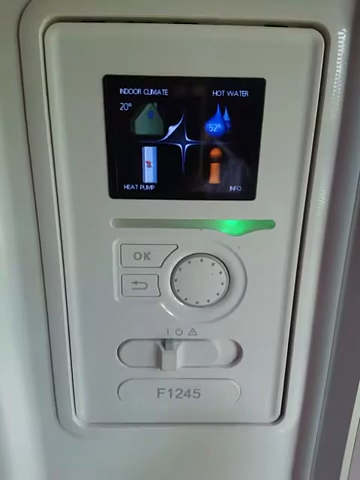 INDOOR CLIMATE HOT WATER
20°
52°
HEAT PUMP INFO
OK
F1245